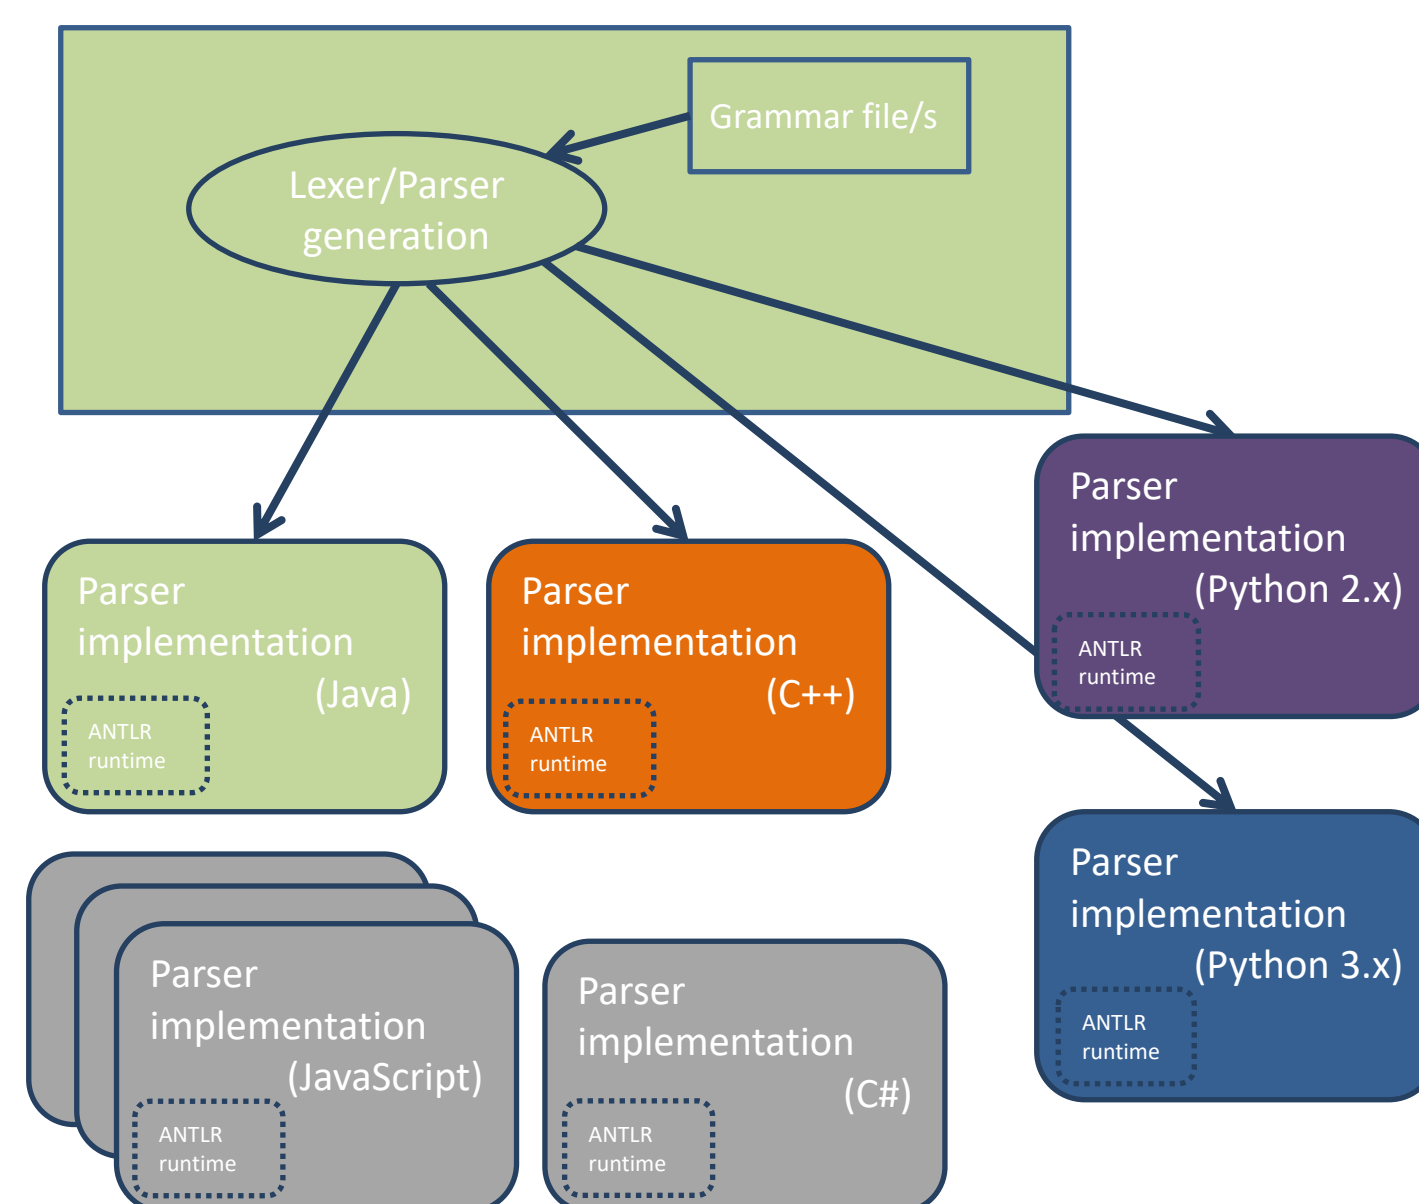 Grammar file/s
Lexer/Parser
generation
Parser
implementation
(Java)
ANTLR
runtime
Parser
implementation
(C++)
ANTLR
runtime
Parser
implementation
(Python 2.x)
ANTLR
runtime
Parser
implementation
(Python 3.x)
ANTLR
runtime
Parser
implementation
(JavaScript)
ANTLR
runtime
Parser
implementation
(C#)
ANTLR
runtime